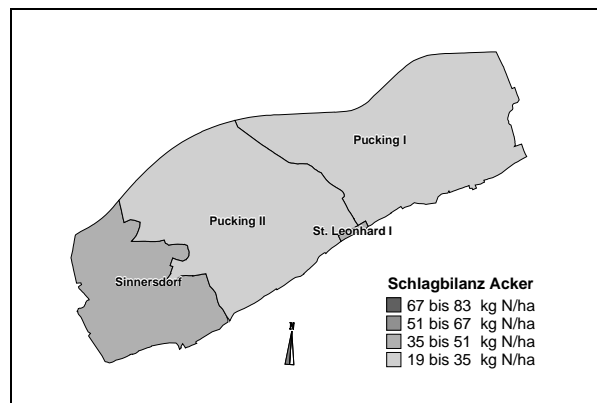 Pucking I
Pucking II
St. Leonhard I
Sinnersdorf
Schlagbilanz Acker
67 bis 83 kg N/ha
51 bis 67 kg N/ha
35 bis 51 kg N/ha
19 bis 35 kg N/ha
N